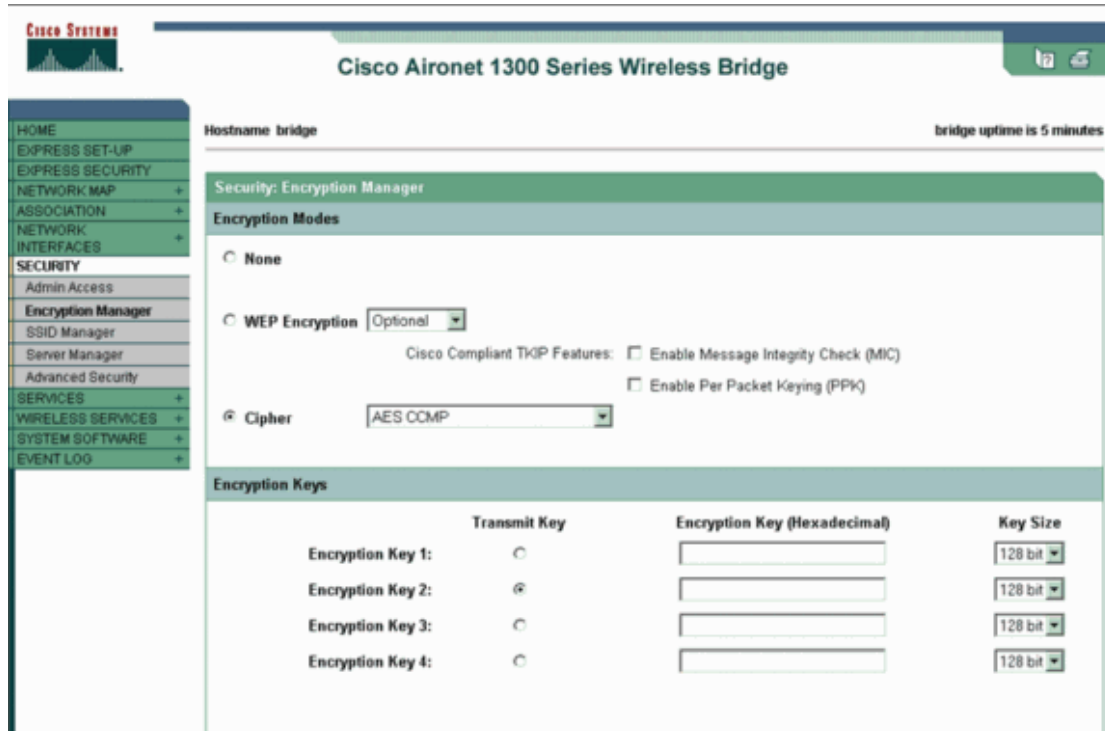 CISCO SYSTEMS
Cisco Aironet 1300 Series Wireless Bridge
HOME
EXPRESS SET-UP
EXPRESS SECURITY
NETWORK MAP +
ASSOCIATION +
NETWORK
INTERFACES +
SECURITY
Admin Access
Encryption Manager
SSID Manager
Server Manager
Advanced Security
SERVICES +
WIRELESS SERVICES +
SYSTEM SOFTWARE +
EVENT LOG +
Hostname bridge
bridge uptime is 5 minutes
Security: Encryption Manager
Encryption Modes
None
WEP Encryption Optional
Cisco Compliant TKIP Features: Enable Message Integrity Check (MIC)
Enable Per Packet Keying (PPK)
Cipher AES CCMP
Encryption Keys
Transmit Key Encryption Key (Hexadecimal) Key Size
Encryption Key 1: 128 bit
Encryption Key 2: 128 bit
Encryption Key 3: 128 bit
Encryption Key 4: 128 bit